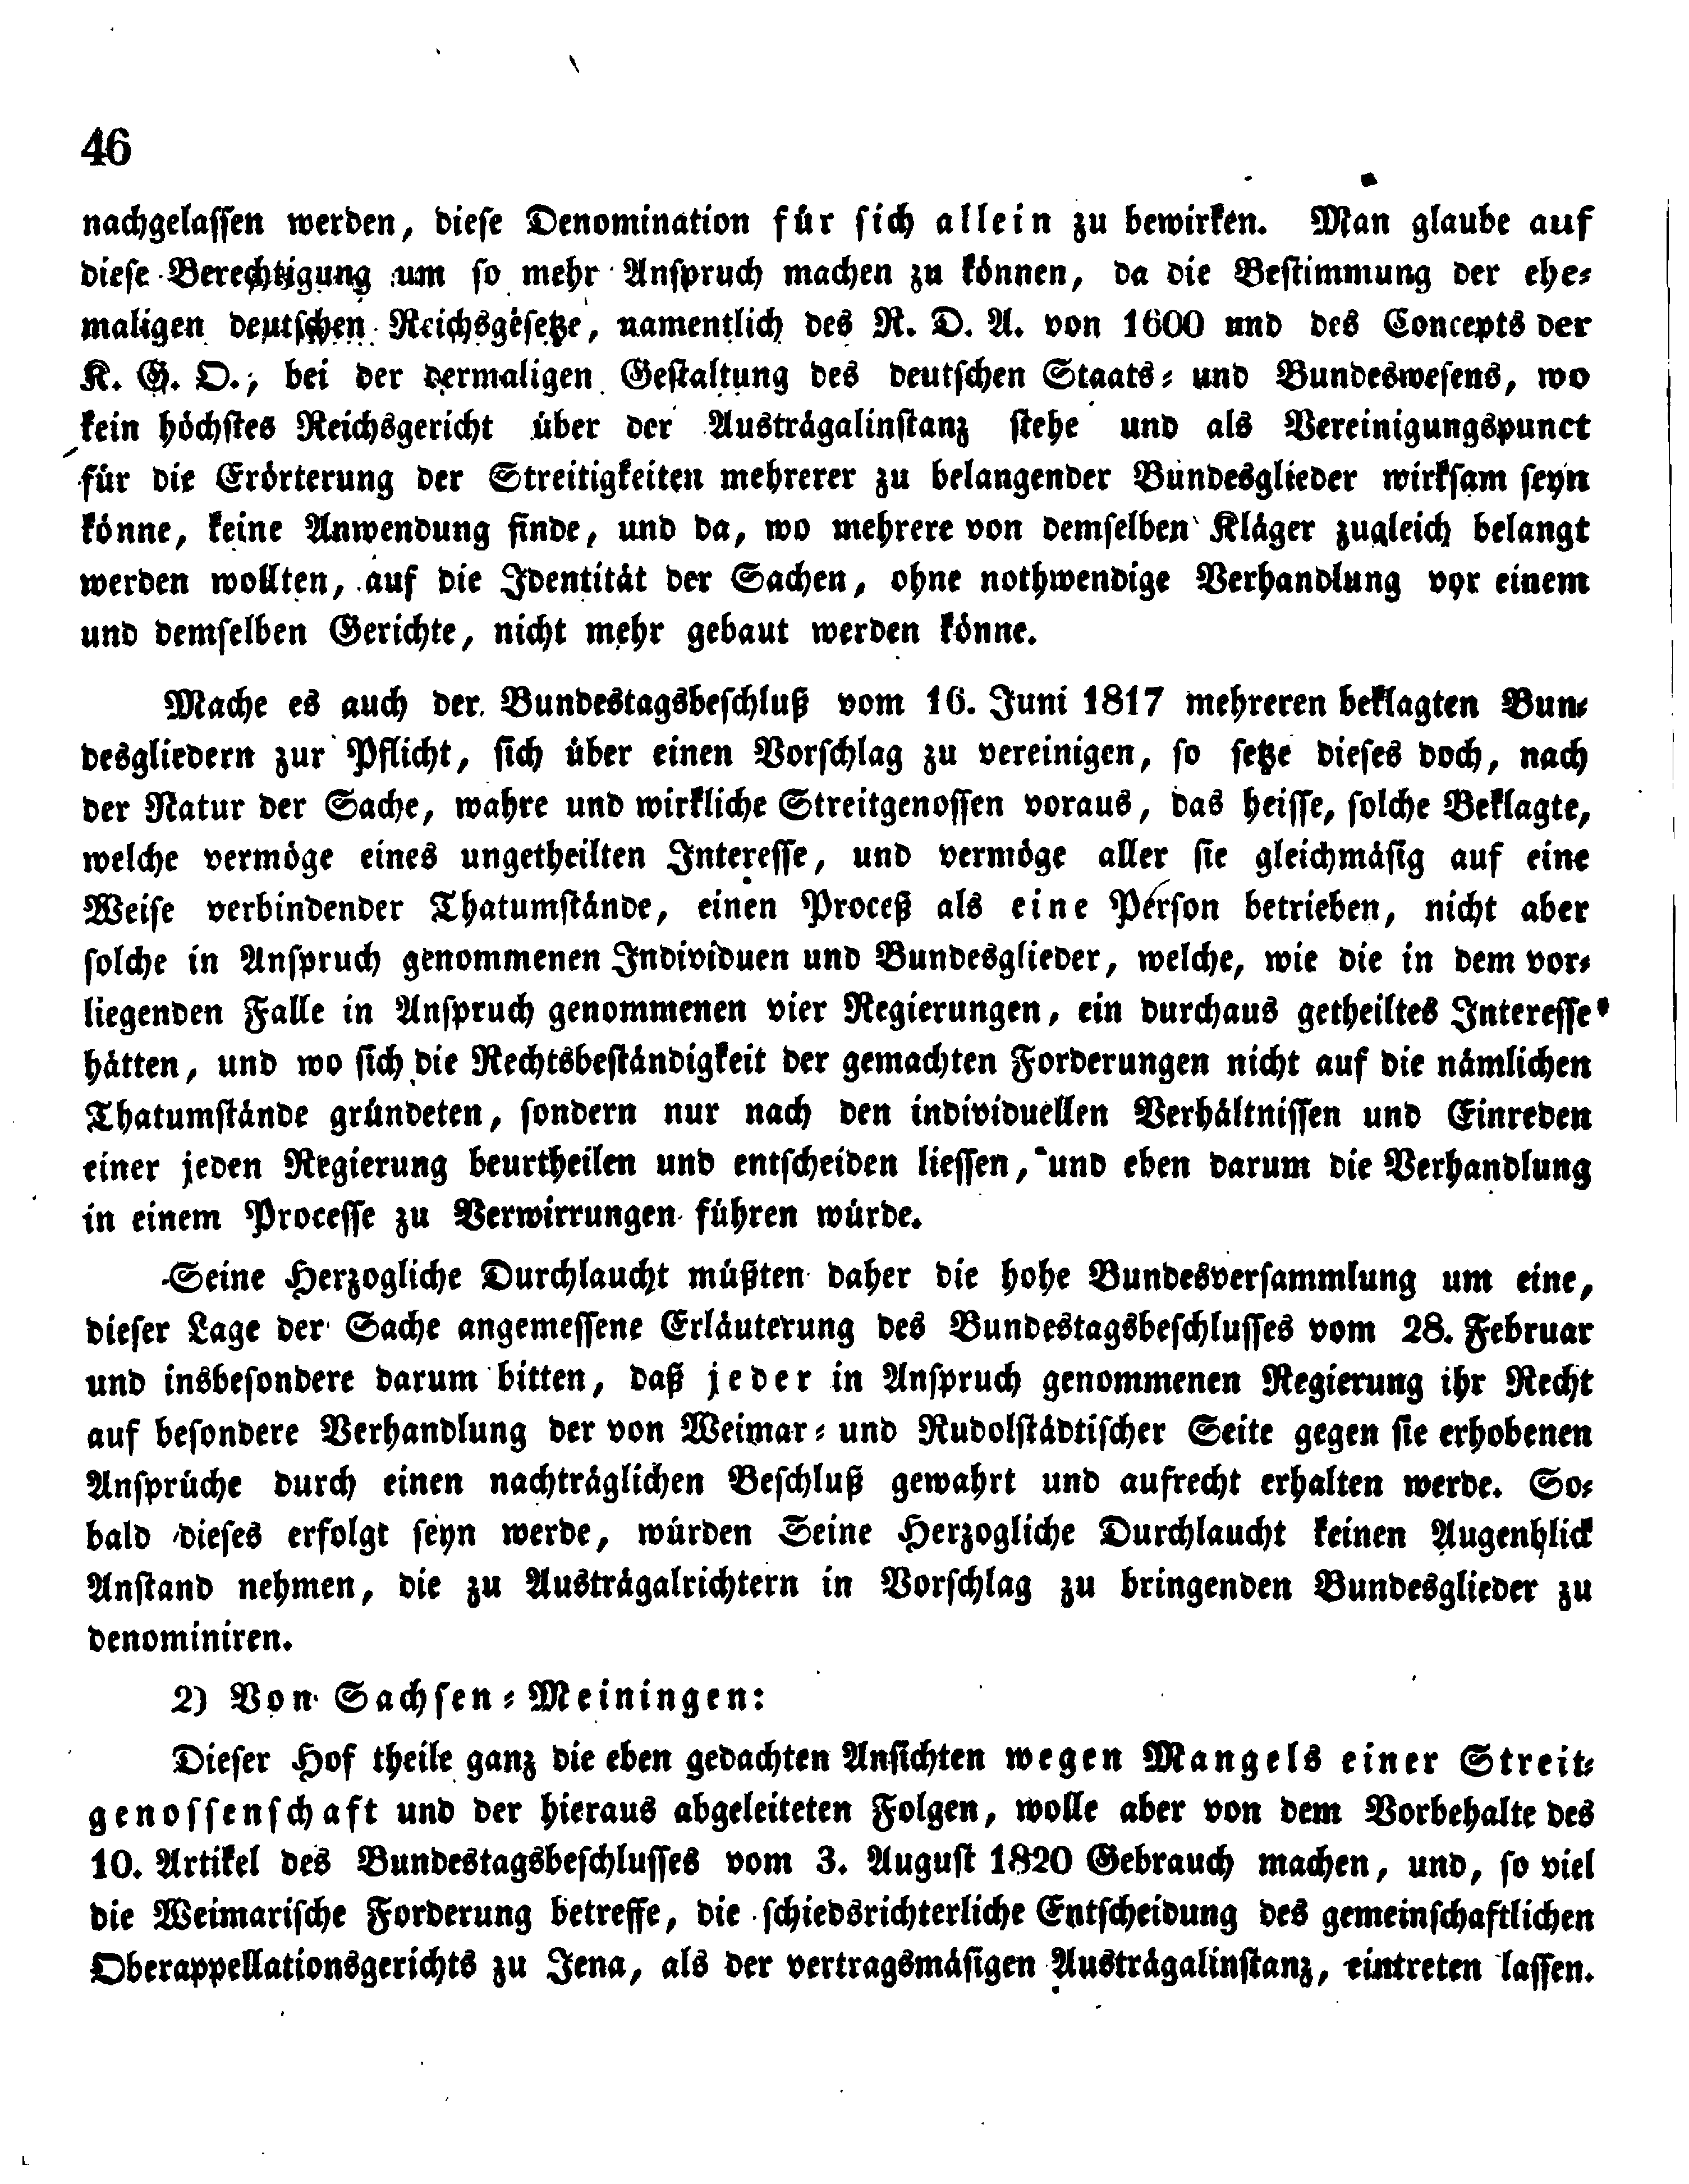 46
nachgelassen werden, diese Denomination für sich allein zu bewirken. Man glaube auf
diese Berechtigung um so mehr Anspruch machen zu können, da die Bestimmung der ehe-
maligen deutschen Reichsgesetze, namentlich des R. D. A. von 1600 und des Concepts der
K. G. O., bei der dermaligen Gestaltung des deutschen Staats- und Bundeswesens, wo
kein höchstes Reichsgericht über der Austrägalinstanz stehe und als Vereinigungspunct
für die Erörterung der Streitigkeiten mehrerer zu belangender Bundesglieder wirksam seyn
könne, keine Anwendung finde, und da, wo mehrere von demselben Kläger zugleich belangt
werden wollten, auf die Identität der Sachen, ohne nothwendige Verhandlung vor einem
und demselben Gerichte, nicht mehr gebaut werden könne.
Mache es auch der Bundestagsbeschluß vom 16. Juni 1817 mehreren beklagten Bun-
desgliedern zur Pflicht, sich über einen Vorschlag zu vereinigen, so setze dieses doch, nach
der Natur der Sache, wahre und wirkliche Streitgenossen voraus, das heisse, solche Beklagte,
welche vermöge eines ungetheilten Interesse, und vermöge aller sie gleichmäsig auf eine
Weise verbindender Thatumstände, einen Proceß als eine Person betrieben, nicht aber
solche in Anspruch genommenen Individuen und Bundesglieder, welche, wie die in dem vor-
liegenden Falle in Anspruch genommenen vier Regierungen, ein durchaus getheiltes Interesse
hätten, und wo sich die Rechtsbeständigkeit der gemachten Forderungen nicht auf die nämlichen
Thatumstände gründeten, sondern nur nach den individuellen Verhältnissen und Einreden
einer jeden Regierung beurtheilen und entscheiden liessen, und eben darum die Verhandlung
in einem Processe zu Verwirrungen führen würde.
Seine Herzogliche Durchlaucht müßten daher die hohe Bundesversammlung um eine,
dieser Lage der Sache angemessene Erläuterung des Bundestagsbeschlusses vom 28. Februar
und insbesondere darum bitten, daß jeder in Anspruch genommenen Regierung ihr Recht
auf besondere Verhandlung der von Weimar- und Rudolstädtischer Seite gegen sie erhobenen
Ansprüche durch einen nachträglichen Beschluß gewahrt und aufrecht erhalten werde. So-
bald dieses erfolgt seyn werde, würden Seine Herzogliche Durchlaucht keinen Augenblick
Anstand nehmen, die zu Austrägalrichtern in Vorschlag zu bringenden Bundesglieder zu
denominiren.
2) Von Sachsen-Meiningen:
Dieser Hof theile ganz die eben gedachten Ansichten wegen Mangels einer Streit-
genossenschaft und der hieraus abgeleiteten Folgen, wolle aber von dem Vorbehalte des
10. Artikel des Bundestagsbeschlusses vom 3. August 1820 Gebrauch machen, und, so viel
die Weimarische Forderung betreffe, die schiedsrichterliche Entscheidung des gemeinschaftlichen
Oberappellationsgerichts zu Jena, als der vertragsmäsigen Austrägalinstanz, eintreten lassen.